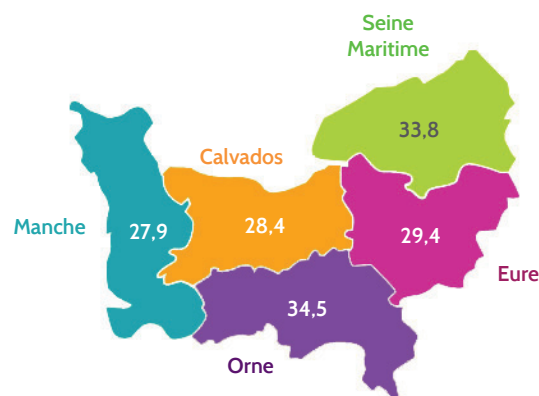 Seine
Maritime
33,8
Calvados
Manche
27,9
28,4
29,4
Eure
34,5
Orne